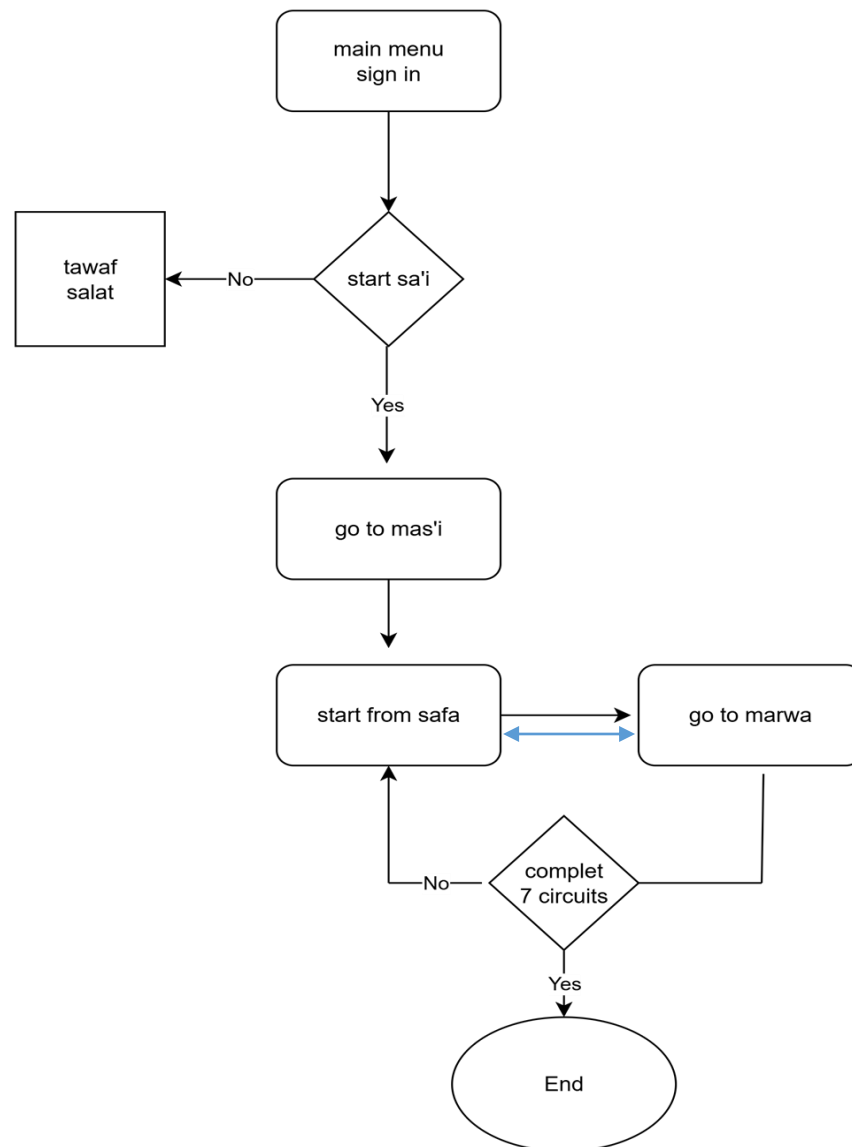 main menu
sign in
start sa'i
No
tawaf
salat
Yes
go to mas'i
start from safa
go to marwa
complet
7 circuits
No
Yes
End